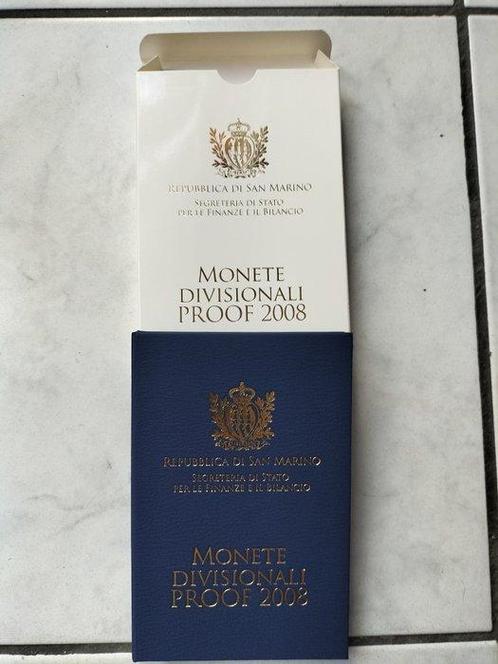 REPUBBLICA DI SAN MARINO
SEGRETERIA DI STATO
PER LE FINANZE E IL BILANCIO
MONETE
DIVISIONALI
PROOF 2008
REPUBBLICA DI SAN MARINO
SEGRETERIA DI STATO
PER LE FINANZE E IL BILANCIO
MONETE
DIVISIONALI
PROOF 2008